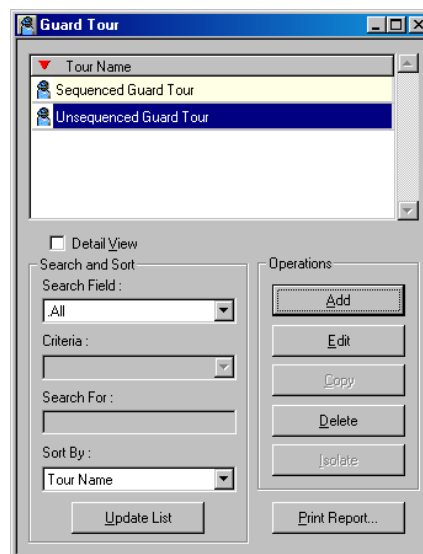 Guard Tour
Tour Name
Sequenced Guard Tour
Unsequenced Guard Tour
Detail View
Search and Sort
Search Field :
.All
Criteria :
Search For :
Sort By :
Tour Name
Update List
Operations
Add
Edit
Copy
Delete
Isolate
Print Report...